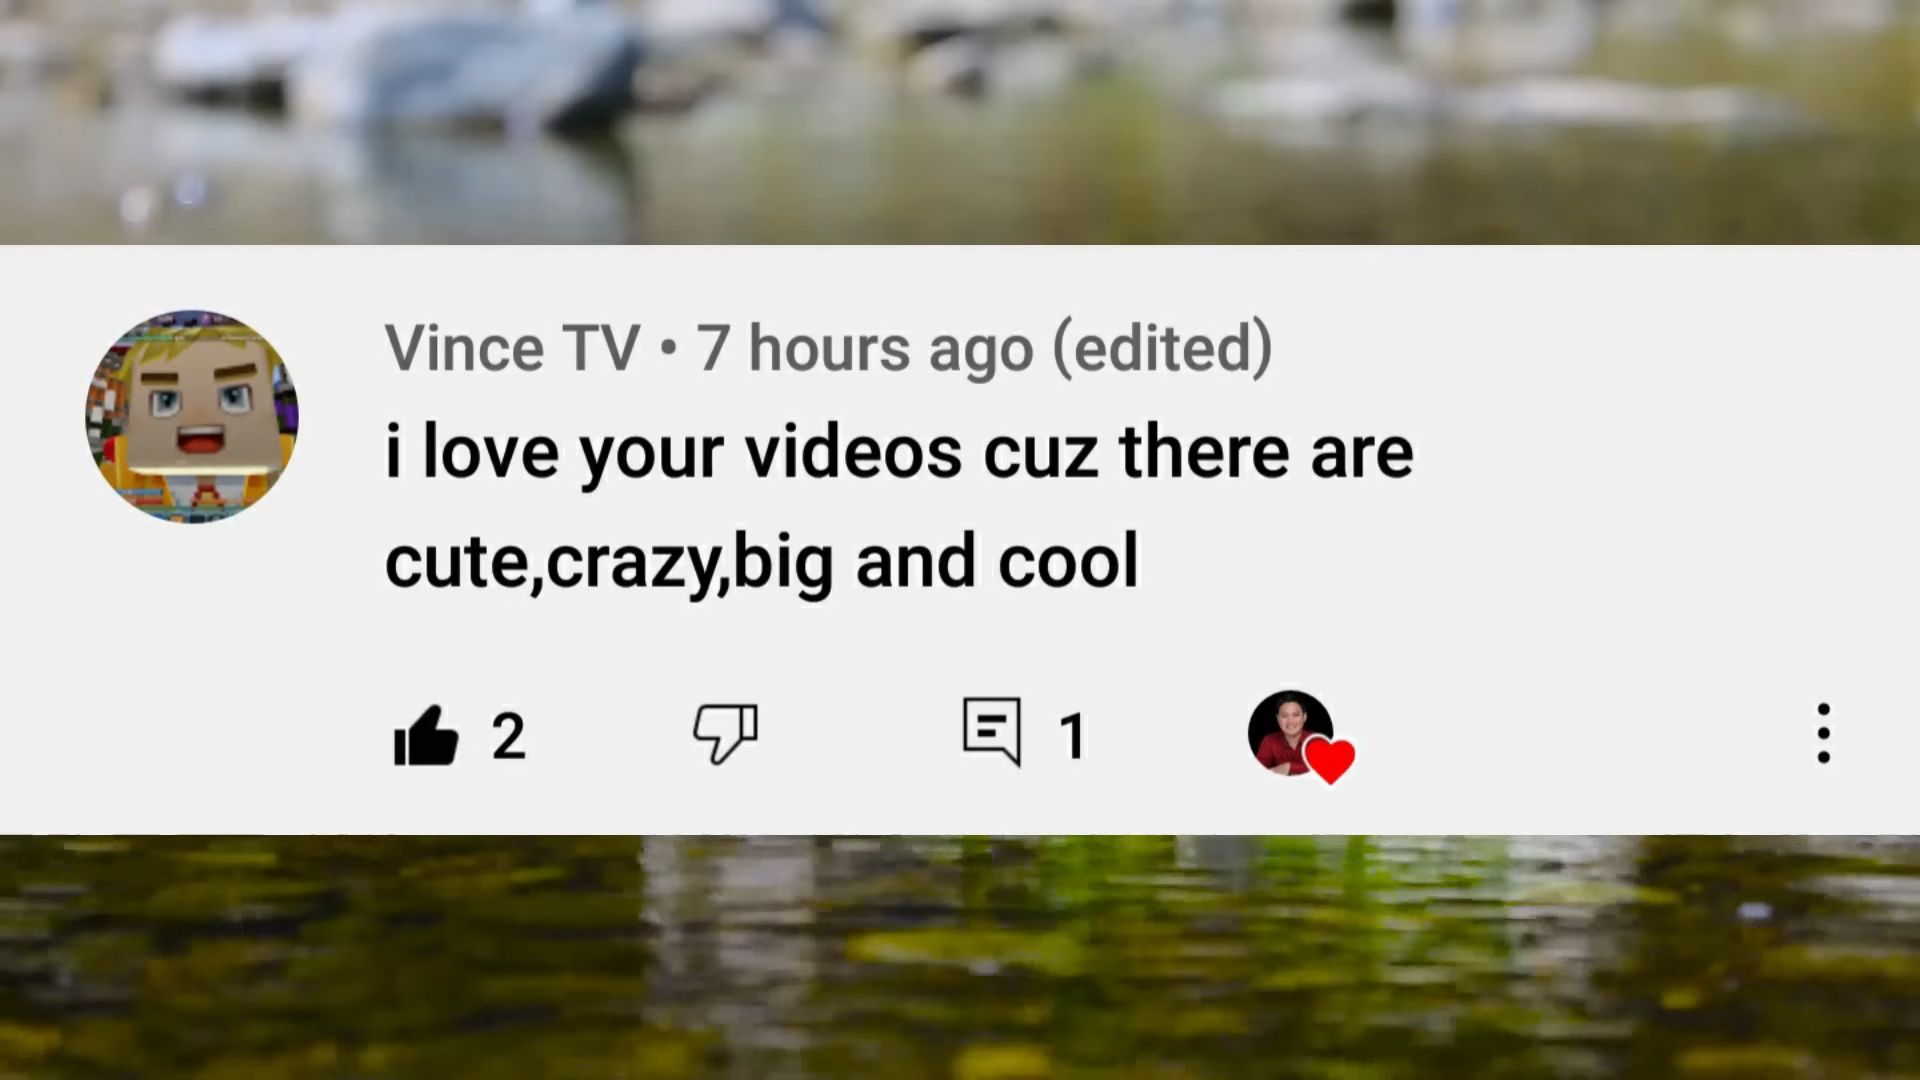 Vince TV • 7 hours ago (edited)
i love your videos cuz there are
cute,crazy,big and cool
2
1